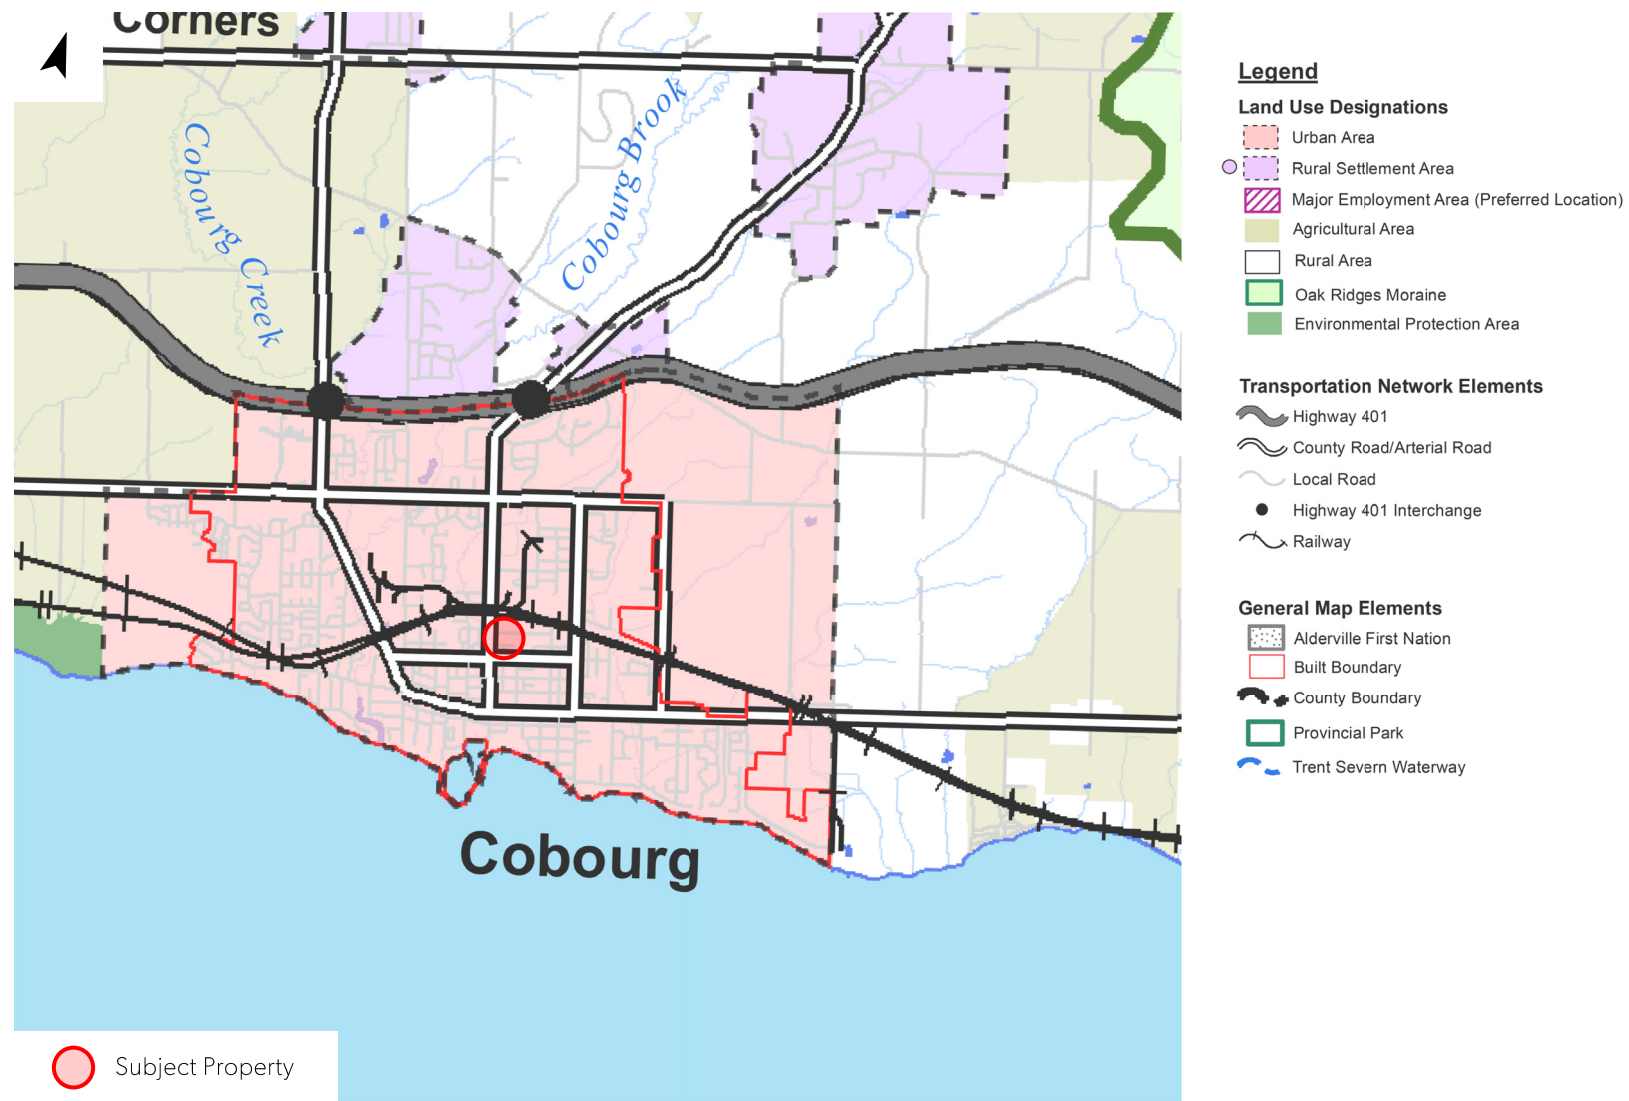 Corners
Cobourg Creek
Cobourg Brook
Cobourg
Subject Property
Legend
Land Use Designations
Urban Area
Rural Settlement Area
Major Employment Area (Preferred Location)
Agricultural Area
Rural Area
Oak Ridges Moraine
Environmental Protection Area
Transportation Network Elements
Highway 401
County Road/Arterial Road
Local Road
Highway 401 Interchange
Railway
General Map Elements
Alderville First Nation
Built Boundary
County Boundary
Provincial Park
Trent Severn Waterway